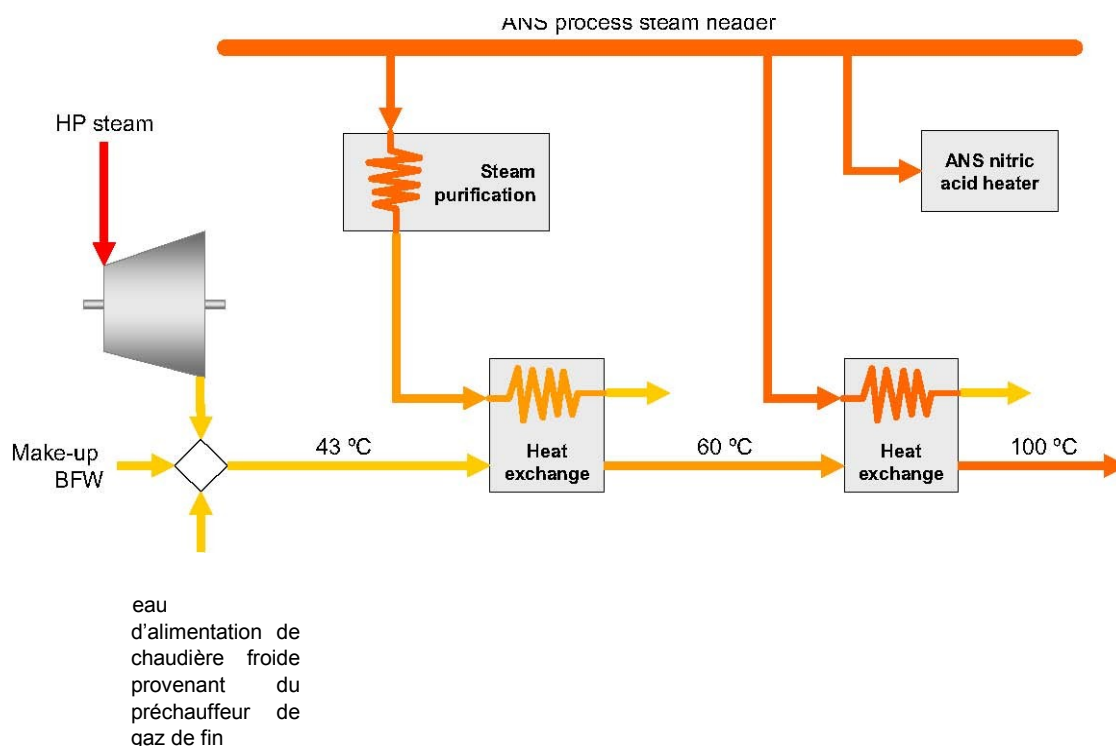 ANS process steam header
HP steam
Steam
purification
ANS nitric
acid heater
Make-up
BFW
43 ºC
Heat
exchange
60 ºC
Heat
exchange
100 ºC
eau
d’alimentation de
chaudière froide
provenant du
préchauffeur de
gaz de fin